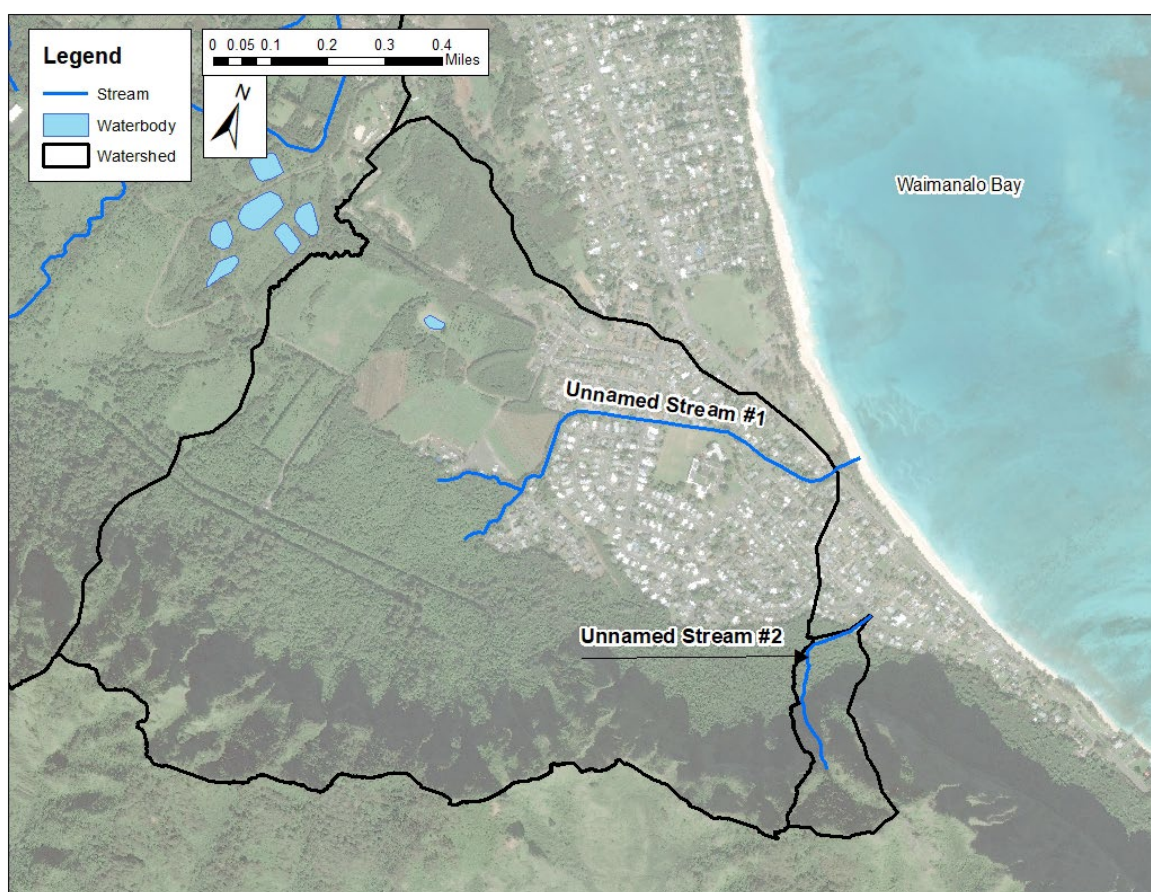 Legend
Stream
Waterbody
Watershed
0 0.05 0.1 0.2 0.3 0.4
Miles
N
Waimanalo Bay
Unnamed Stream #1
Unnamed Stream #2